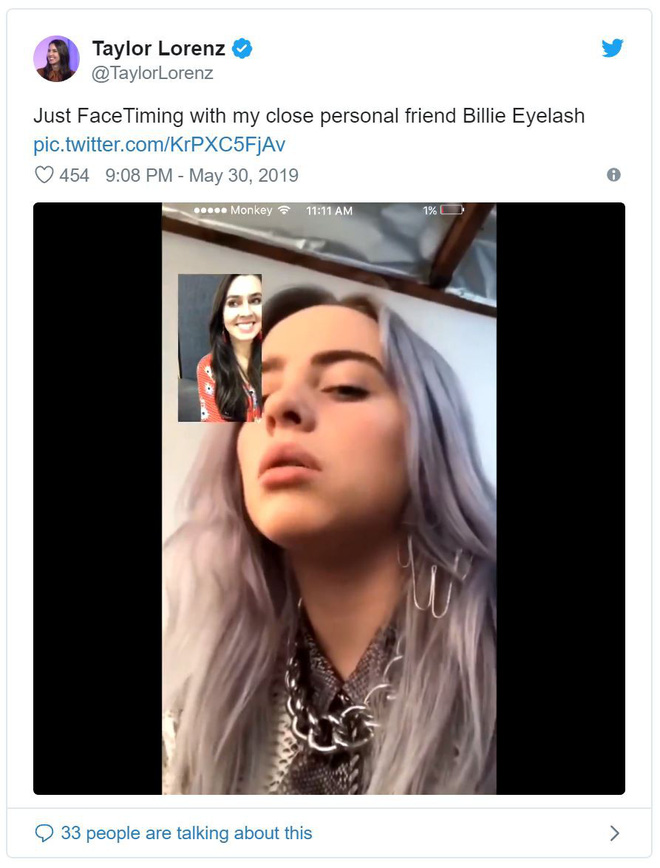 Taylor Lorenz
@TaylorLorenz
Just FaceTiming with my close personal friend Billie Eyelash
pic.twitter.com/KrPXC5FjAv
454 9:08 PM - May 30, 2019
Monkey 11:11 AM 1%
33 people are talking about this